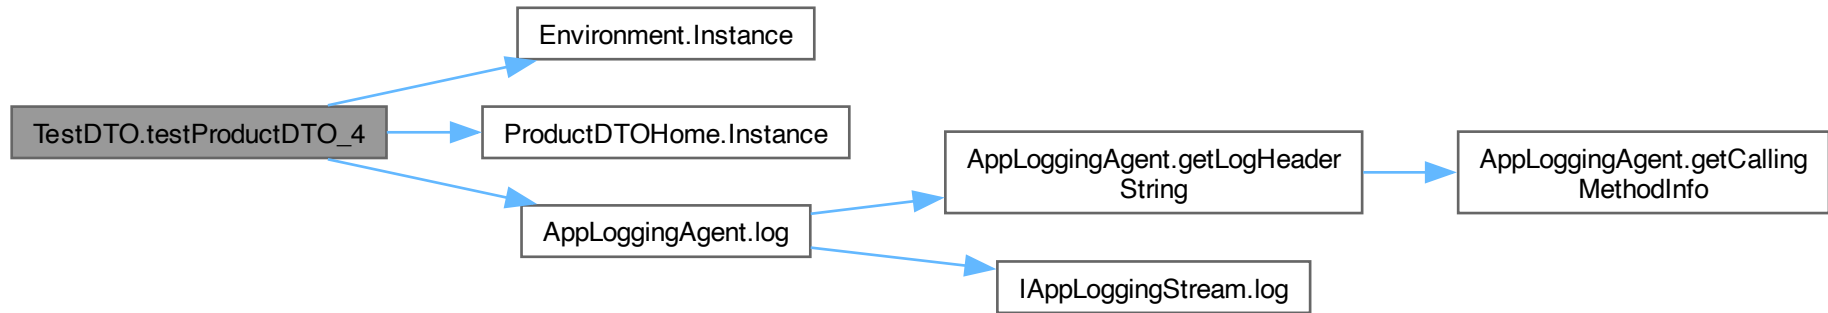 Environment.Instance
TestDTO.testProductDTO_4
ProductDTOHome.Instance
AppLoggingAgent.log
AppLoggingAgent.getLogHeader
String
IAppLoggingStream.log
AppLoggingAgent.getCalling
MethodInfo